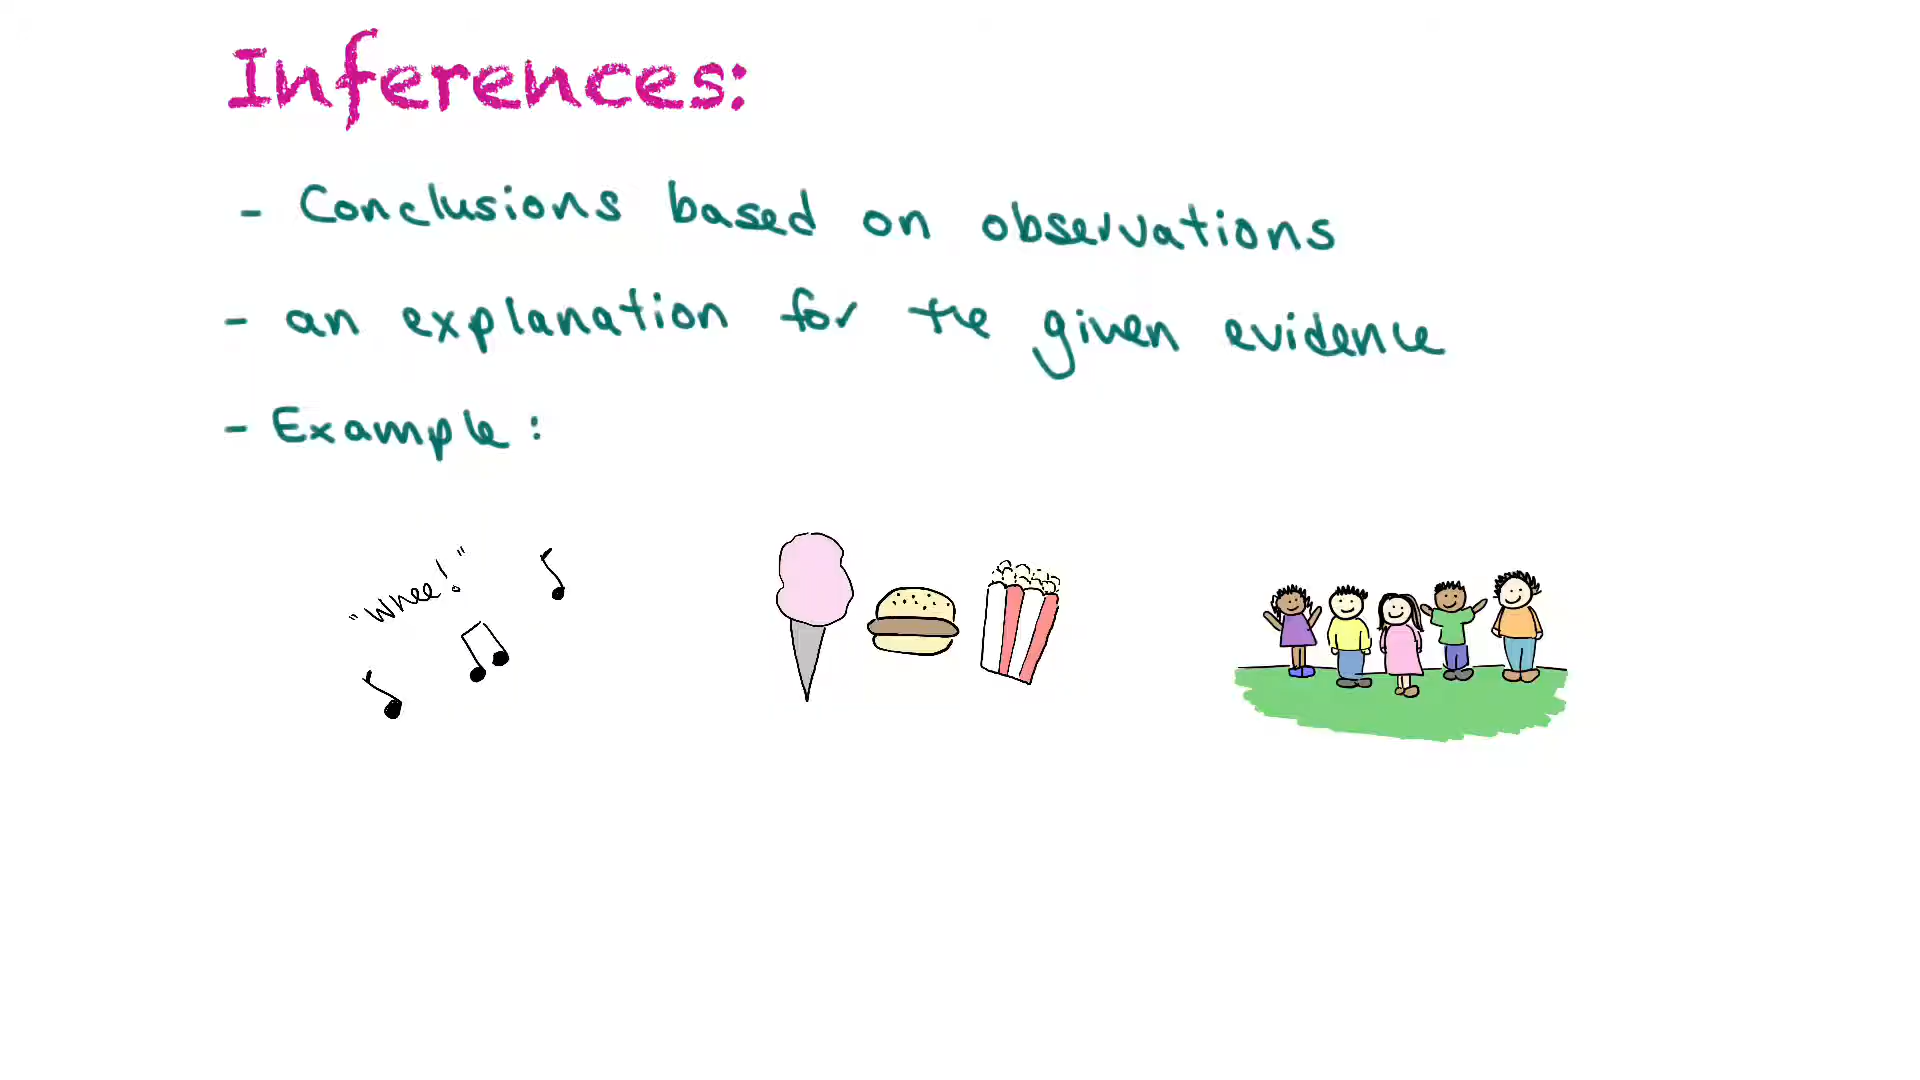 Inferences:
- Conclusions based on observations
- an explanation for the given evidence
- Example:
"Whee!"